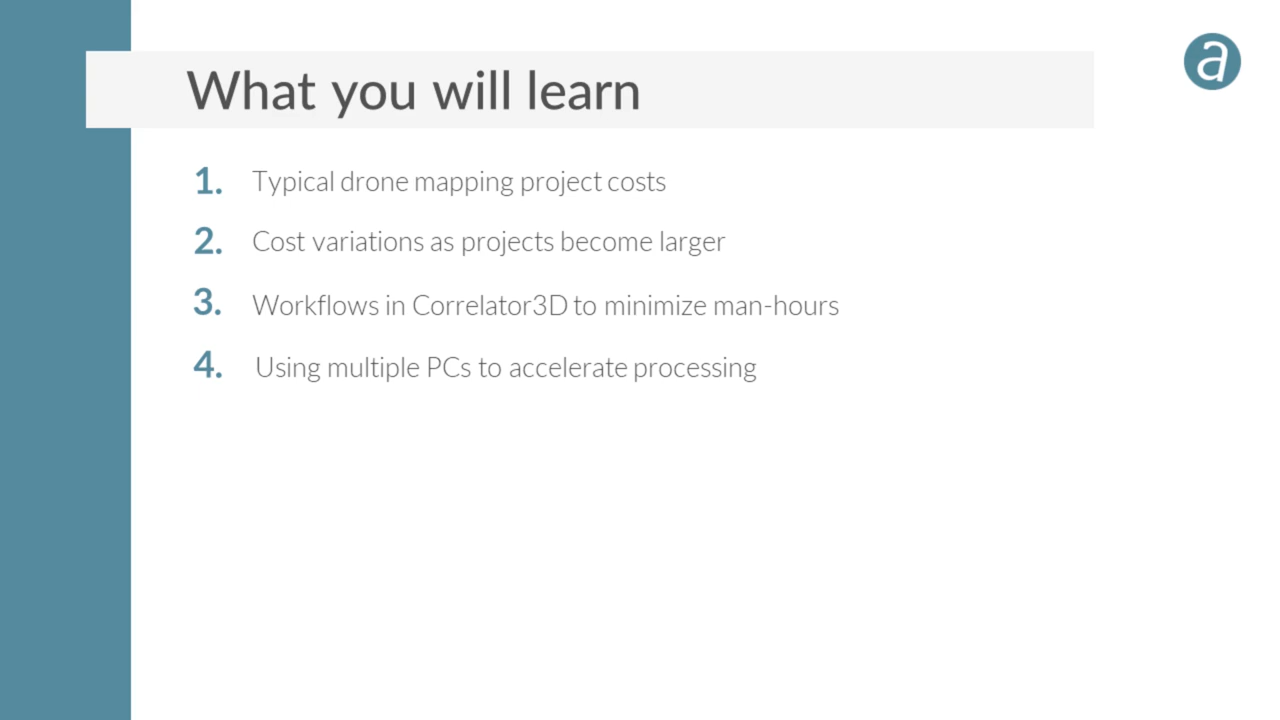 What you will learn
a
1. Typical drone mapping project costs
2. Cost variations as projects become larger
3. Workflows in Correlator3D to minimize man-hours
4. Using multiple PCs to accelerate processing